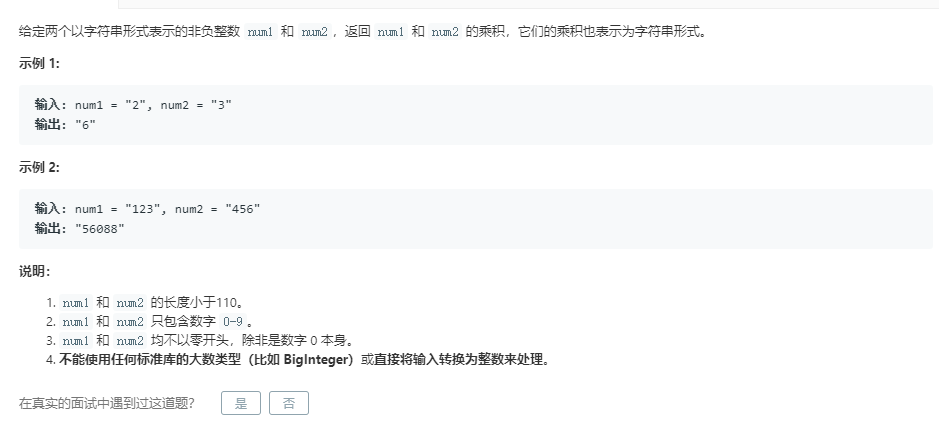 给定两个以字符串形式表示的非负整数 num1 和 num2，返回 num1 和 num2 的乘积，它们的乘积也表示为字符串形式。
示例 1:
输入: num1 = "2", num2 = "3"
输出: "6"
示例 2:
输入: num1 = "123", num2 = "456"
输出: "56088"
说明：
1. num1 和 num2 的长度小于110。
2. num1 和 num2 只包含数字 0-9。
3. num1 和 num2 均不以零开头，除非是数字 0 本身。
4. 不能使用任何标准库的大数类型（比如 BigInteger）或直接将输入转换为整数来处理。
在真实的面试中遇到过这道题？ 是 否